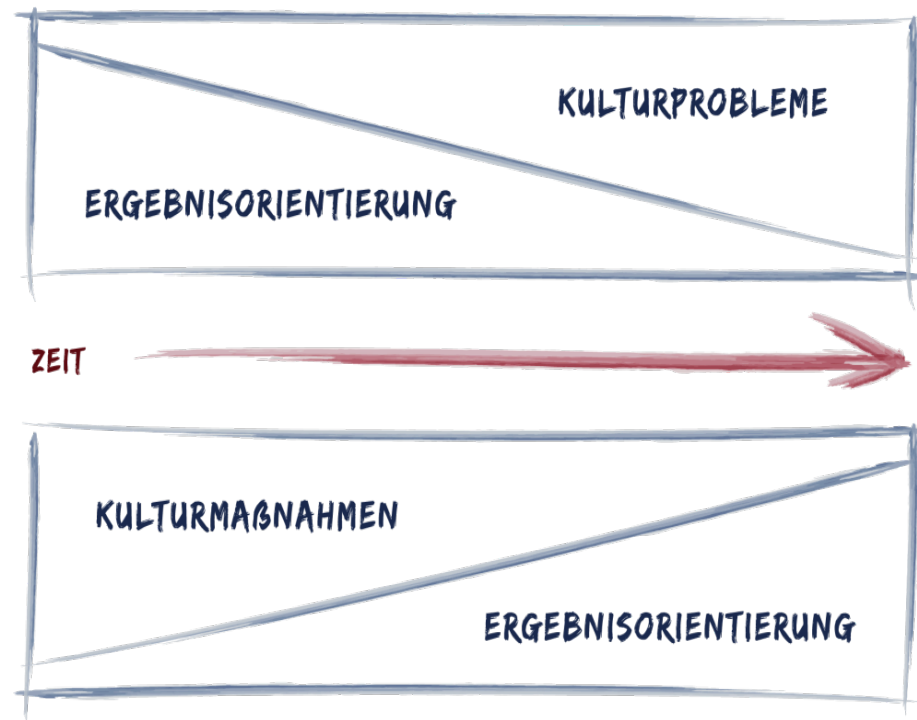 KULTURPROBLEME
ERGEBNISORIENTIERUNG
ZEIT
KULTURMAßNAHMEN
ERGEBNISORIENTIERUNG